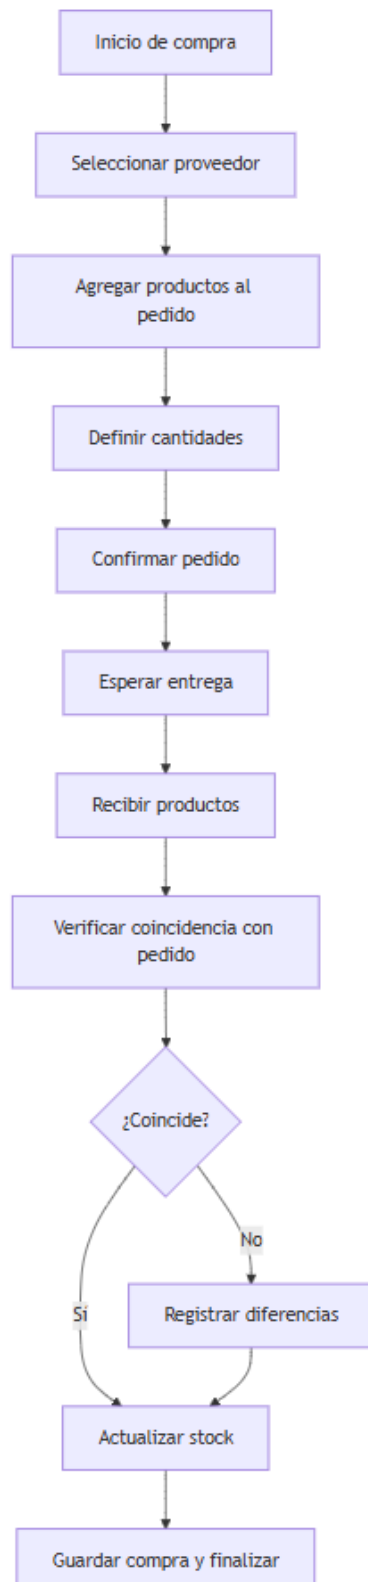 Inicio de compra
Seleccionar proveedor
Agregar productos al
pedido
Definir cantidades
Confirmar pedido
Esperar entrega
Recibir productos
Verificar coincidencia con
pedido
¿Coincide?
No
Sí
Registrar diferencias
Actualizar stock
Guardar compra y finalizar